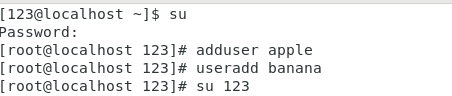 [123@localhost ~]$ su
Password:
[root@localhost 123]# adduser apple
[root@localhost 123]# useradd banana
[root@localhost 123]# su 123